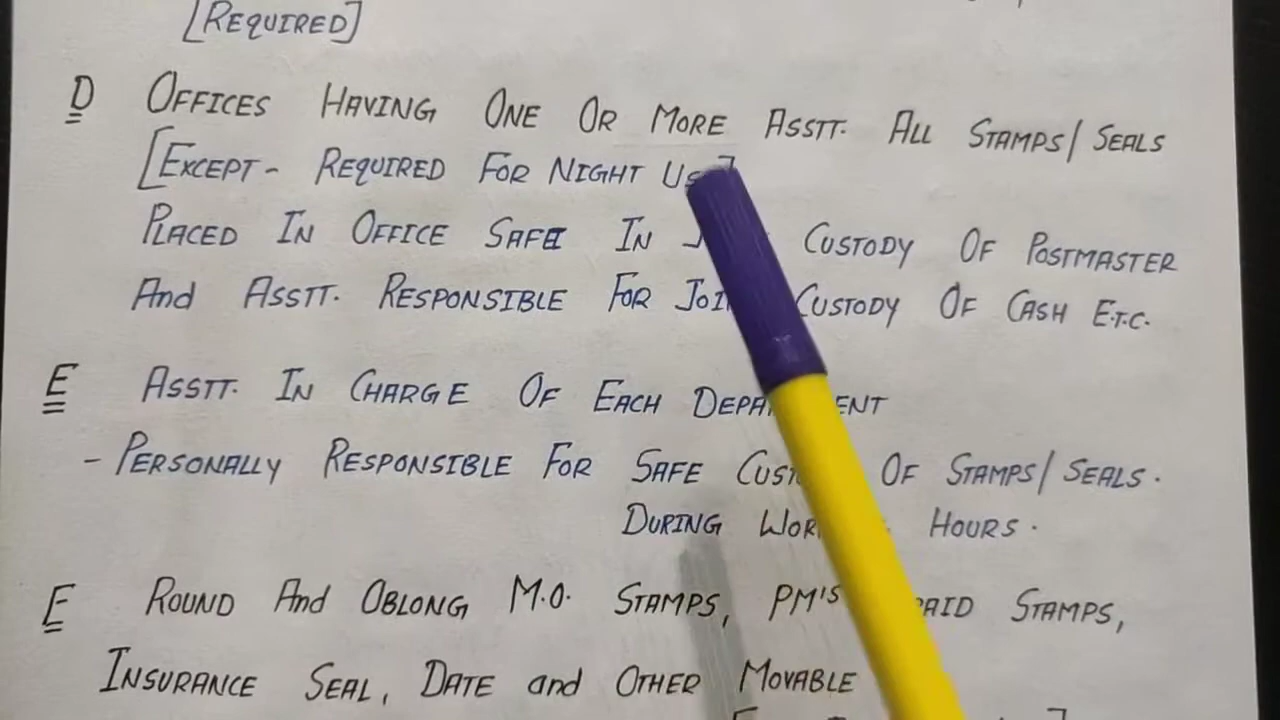 [REQUIRED]
D OFFICES HAVING ONE OR MORE ASSTT. ALL STAMPS/SEALS
[EXCEPT - REQUIRED FOR NIGHT
PLACED IN OFFICE SAFE IN CUSTODY OF POSTMASTER
And ASSTT. RESPONSIBLE FOR CUSTODY OF CASH E.T.C.
E ASSTT. IN CHARGE OF EACH
- PERSONALLY RESPONSIBLE FOR SAFE OF STAMPS/SEALS.
DURING HOURS.
E ROUND And OBLONG M.O. STAMPS, PM'S STAMPS,
INSURANCE SEAL, DATE and OTHER MOVABLE